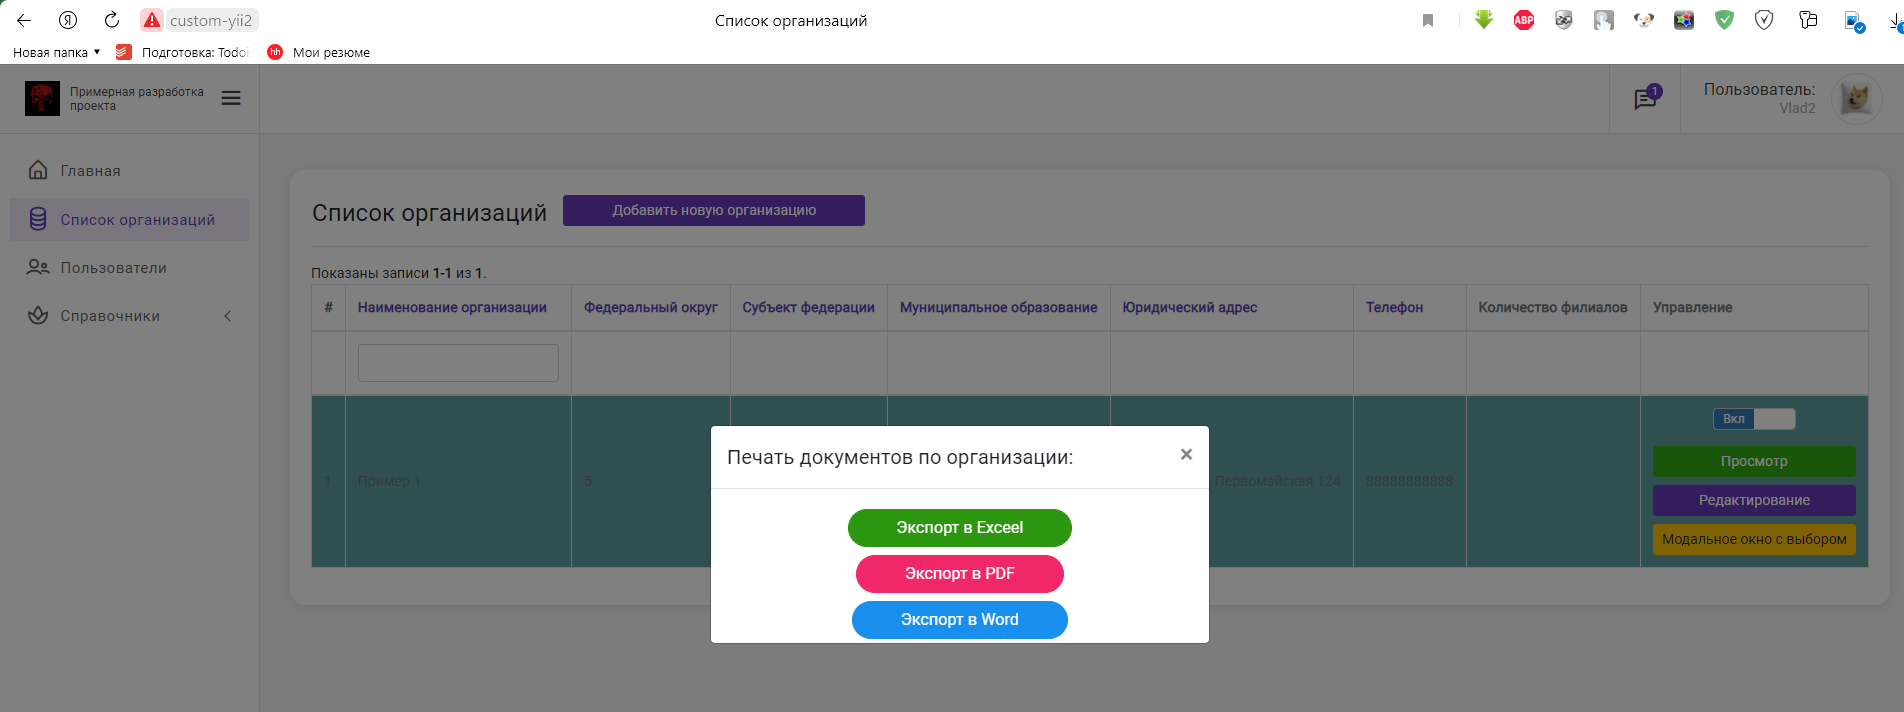 custom-yii2
Список организаций
Новая папка
Подготовка: Todoi
hh Мои резюме
ABP
Примерная разработка
проекта
1
Пользователь:
Vlad2
Главная
Список организаций
Пользователи
Справочники
Список организаций
Добавить новую организацию
Показаны записи 1-1 из 1.
# Наименование организации Федеральный округ Субъект федерации Муниципальное образование Юридический адрес Телефон Количество филиалов Управление
1 Пример 1 5 Первомайская 124 88888888888
Вкл
Просмотр
Редактирование
Модальное окно с выбором
Печать документов по организации:
×
Экспорт в Exceel
Экспорт в PDF
Экспорт в Word